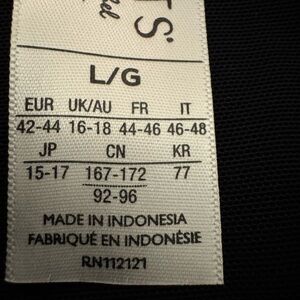 TS'
L/G
EUR UK/AU FR IT
42-44 16-18 44-46 46-48
JP CN KR
15-17 167-172 77
92-96
MADE IN INDONESIA
FABRIQUÉ EN INDONÉSIE
RN112121